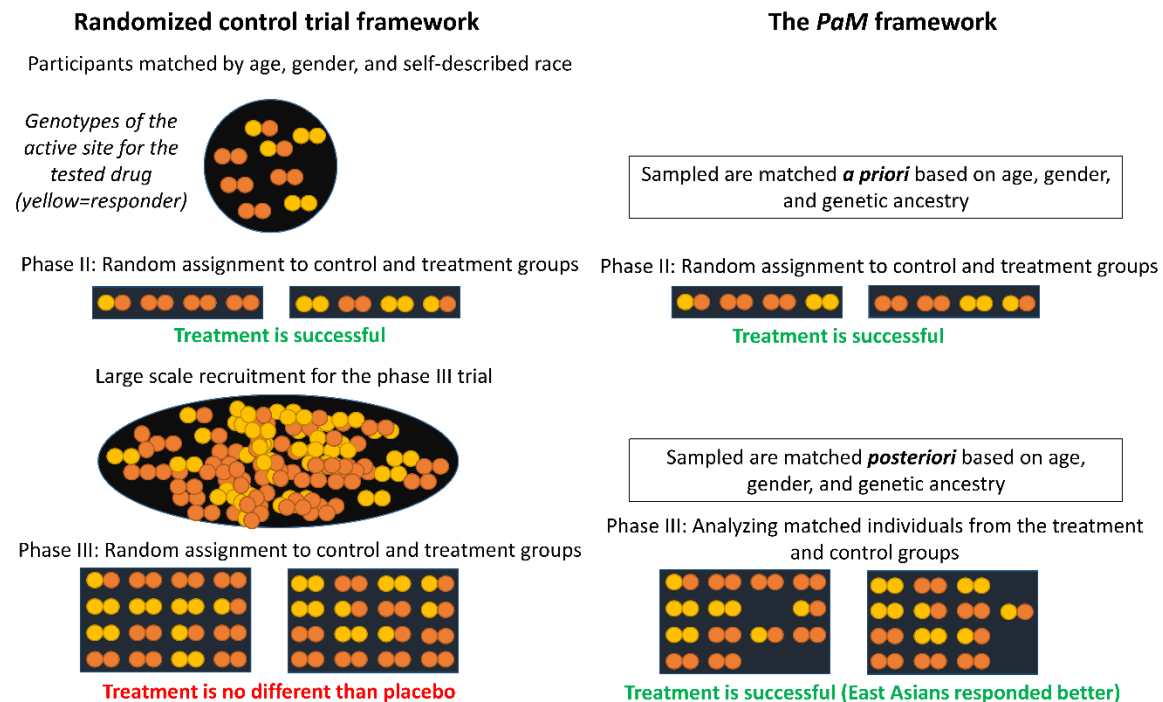 Randomized control trial framework
Participants matched by age, gender, and self-described race
Genotypes of the
active site for the
tested drug
(yellow=responder)
Phase II: Random assignment to control and treatment groups
Treatment is successful
Large scale recruitment for the phase III trial
Phase III: Random assignment to control and treatment groups
Treatment is no different than placebo
The PaM framework
Sampled are matched a priori based on age, gender,
and genetic ancestry
Phase II: Random assignment to control and treatment groups
Treatment is successful
Sampled are matched posteriori based on age,
gender, and genetic ancestry
Phase III: Analyzing matched individuals from the treatment
and control groups
Treatment is successful (East Asians responded better)